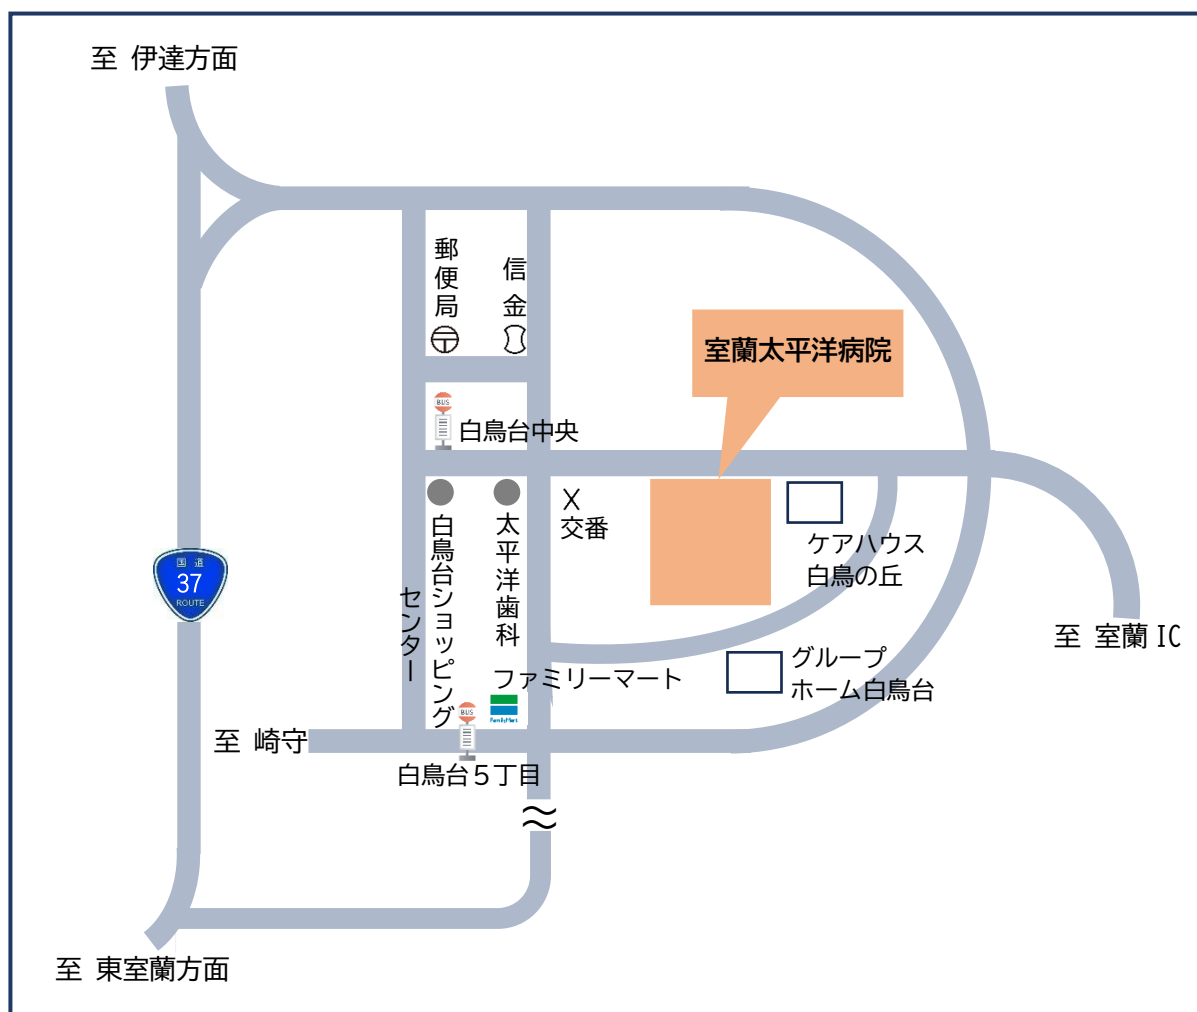 至 伊達方面
郵便局
信金
室蘭太平洋病院
BUS
白鳥台中央
X
交番
太平洋歯科
白鳥台ショッピング
センター
ケアハウス
白鳥の丘
国道
37
ROUTE
至 室蘭IC
グループ
ホーム白鳥台
ファミリーマート
FamilyMart
BUS
至 崎守
白鳥台5丁目
至 東室蘭方面